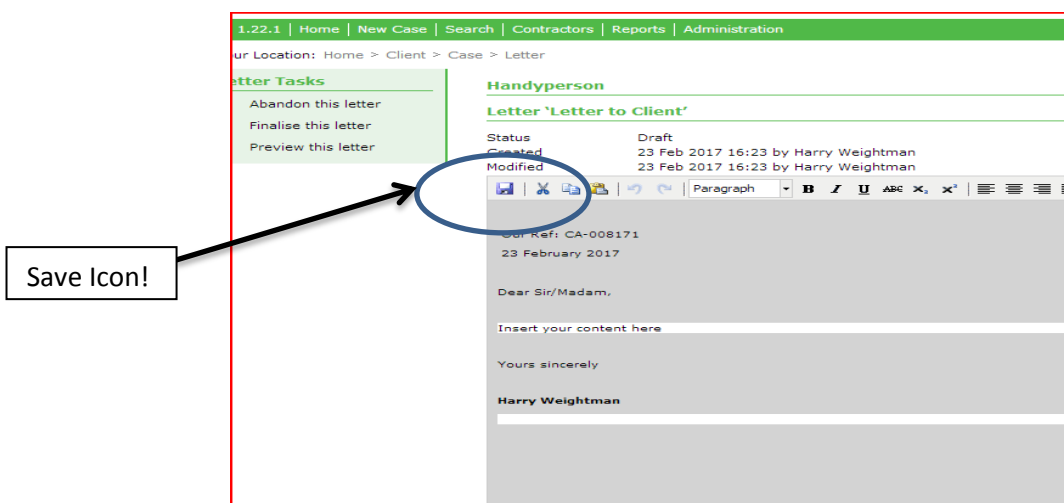 1.22.1 | Home | New Case | Search | Contractors | Reports | Administration
ur Location: Home > Client > Case > Letter
etter Tasks
Abandon this letter
Finalise this letter
Preview this letter
Handyperson
Letter 'Letter to Client'
Status Draft
Created 23 Feb 2017 16:23 by Harry Weightman
Modified 23 Feb 2017 16:23 by Harry Weightman
Paragraph B I U ABC X₂ X²
Save Icon!
Our Ref: CA-008171
23 February 2017
Dear Sir/Madam,
Insert your content here
Yours sincerely
Harry Weightman